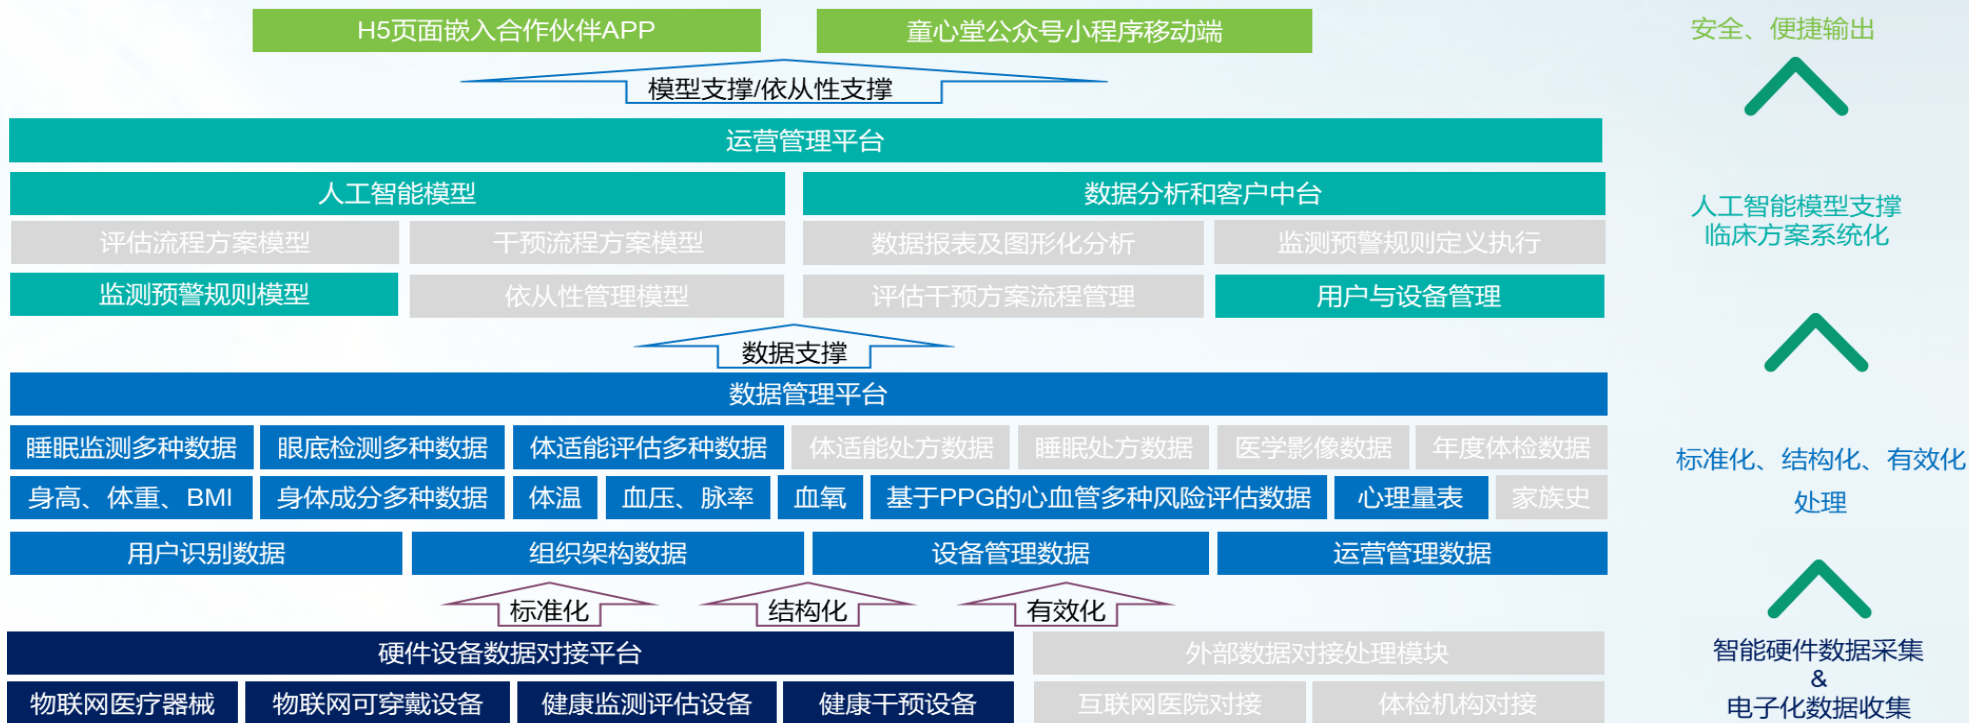 H5页面嵌入合作伙伴APP
童心堂公众号小程序移动端
安全、便捷输出
模型支撑/依从性支撑
运营管理平台
人工智能模型
数据分析和客户中台
人工智能模型支撑
临床方案系统化
评估流程方案模型
干预流程方案模型
数据报表及图形化分析
监测预警规则定义执行
监测预警规则模型
依从性管理模型
评估干预方案流程管理
用户与设备管理
数据支撑
数据管理平台
睡眠监测多种数据
眼底检测多种数据
体适能评估多种数据
体适能处方数据
睡眠处方数据
医学影像数据
年度体检数据
标准化、结构化、有效化
处理
身高、体重、BMI
身体成分多种数据
体温
血压、脉率
血氧
基于PPG的心血管多种风险评估数据
心理量表
家族史
用户识别数据
组织架构数据
设备管理数据
运营管理数据
标准化
结构化
有效化
硬件设备数据对接平台
外部数据对接处理模块
智能硬件数据采集
&
电子化数据收集
物联网医疗器械
物联网可穿戴设备
健康监测评估设备
健康干预设备
互联网医院对接
体检机构对接